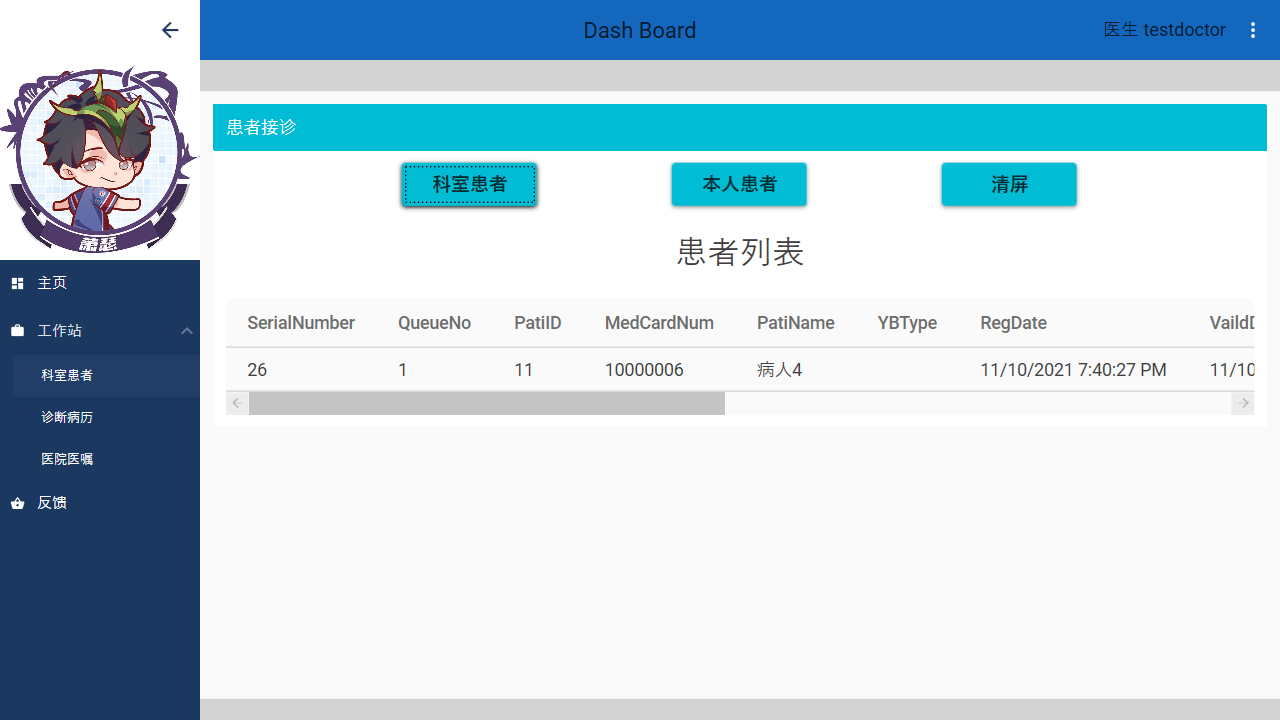 Dash Board
医生 testdoctor
萧瑟
主页
工作站
科室患者
诊断病历
医院医嘱
反馈
患者接诊
科室患者 本人患者 清屏
患者列表
SerialNumber QueueNo PatiID MedCardNum PatiName YBType RegDate VaildD
26 1 11 10000006 病人4 11/10/2021 7:40:27 PM 11/10